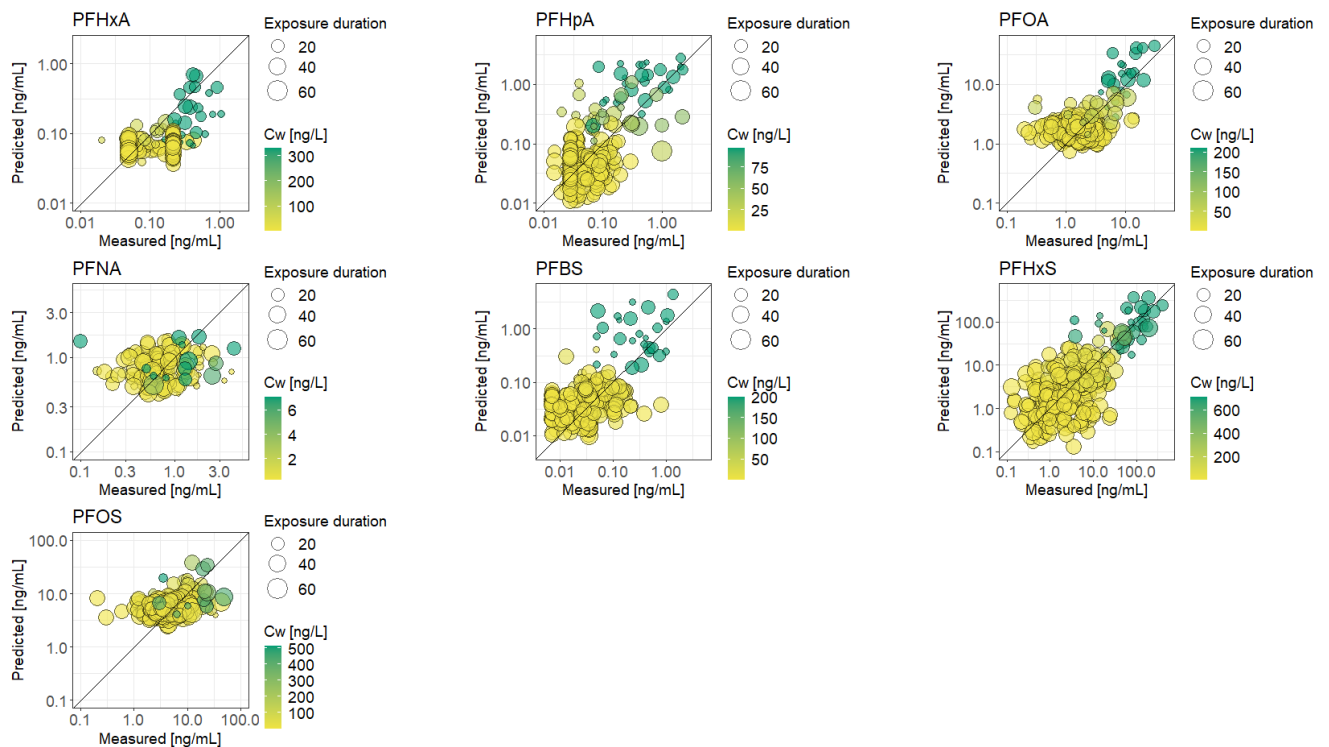 PFHxA
Predicted [ng/mL]
1.00
0.10
0.01
0.01 0.10 1.00
Measured [ng/mL]
Exposure duration
20
40
60
Cw [ng/L]
300
200
100
PFHpA
Predicted [ng/mL]
1.00
0.10
0.01
0.01 0.10 1.00
Measured [ng/mL]
Exposure duration
20
40
60
Cw [ng/L]
75
50
25
PFOA
Predicted [ng/mL]
10.0
1.0
0.1
0.1 1.0 10.0
Measured [ng/mL]
Exposure duration
20
40
60
Cw [ng/L]
200
150
100
50
PFNA
Predicted [ng/mL]
3.0
1.0
0.3
0.1
0.1 0.3 1.0 3.0
Measured [ng/mL]
Exposure duration
20
40
60
Cw [ng/L]
6
4
2
PFBS
Predicted [ng/mL]
1.00
0.10
0.01
0.01 0.10 1.00
Measured [ng/mL]
Exposure duration
20
40
60
Cw [ng/L]
200
150
100
50
PFHxS
Predicted [ng/mL]
100.0
10.0
1.0
0.1
0.1 1.0 10.0 100.0
Measured [ng/mL]
Exposure duration
20
40
60
Cw [ng/L]
600
400
200
PFOS
Predicted [ng/mL]
100.0
10.0
1.0
0.1
0.1 1.0 10.0 100.0
Measured [ng/mL]
Exposure duration
20
40
60
Cw [ng/L]
500
400
300
200
100